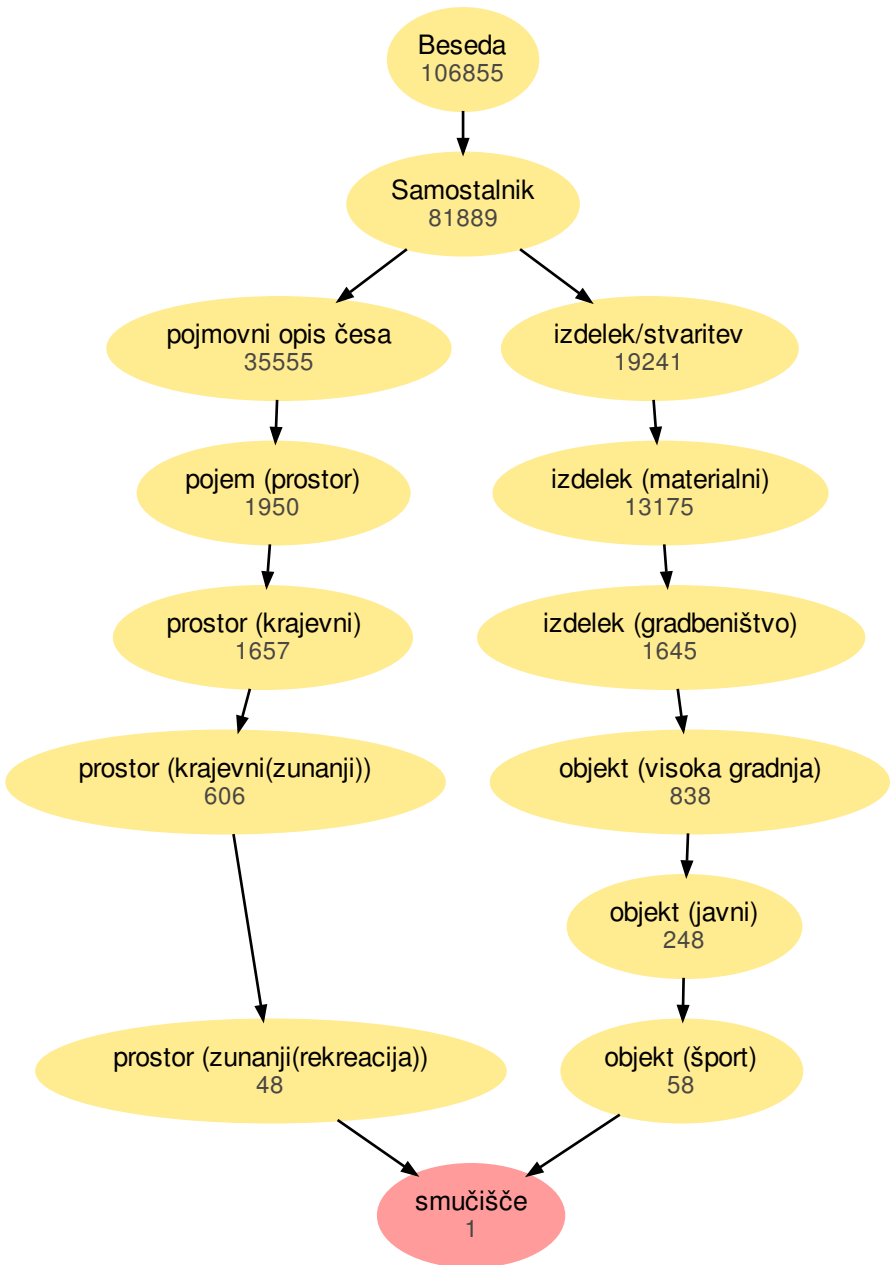 Beseda
106855
Samostalnik
81889
pojmovni opis česa
35555
izdelek/stvaritev
19241
pojem (prostor)
1950
izdelek (materialni)
13175
prostor (krajevni)
1657
izdelek (gradbeništvo)
1645
prostor (krajevni(zunanji))
606
objekt (visoka gradnja)
838
objekt (javni)
248
prostor (zunanji(rekreacija))
48
objekt (šport)
58
smučišče
1